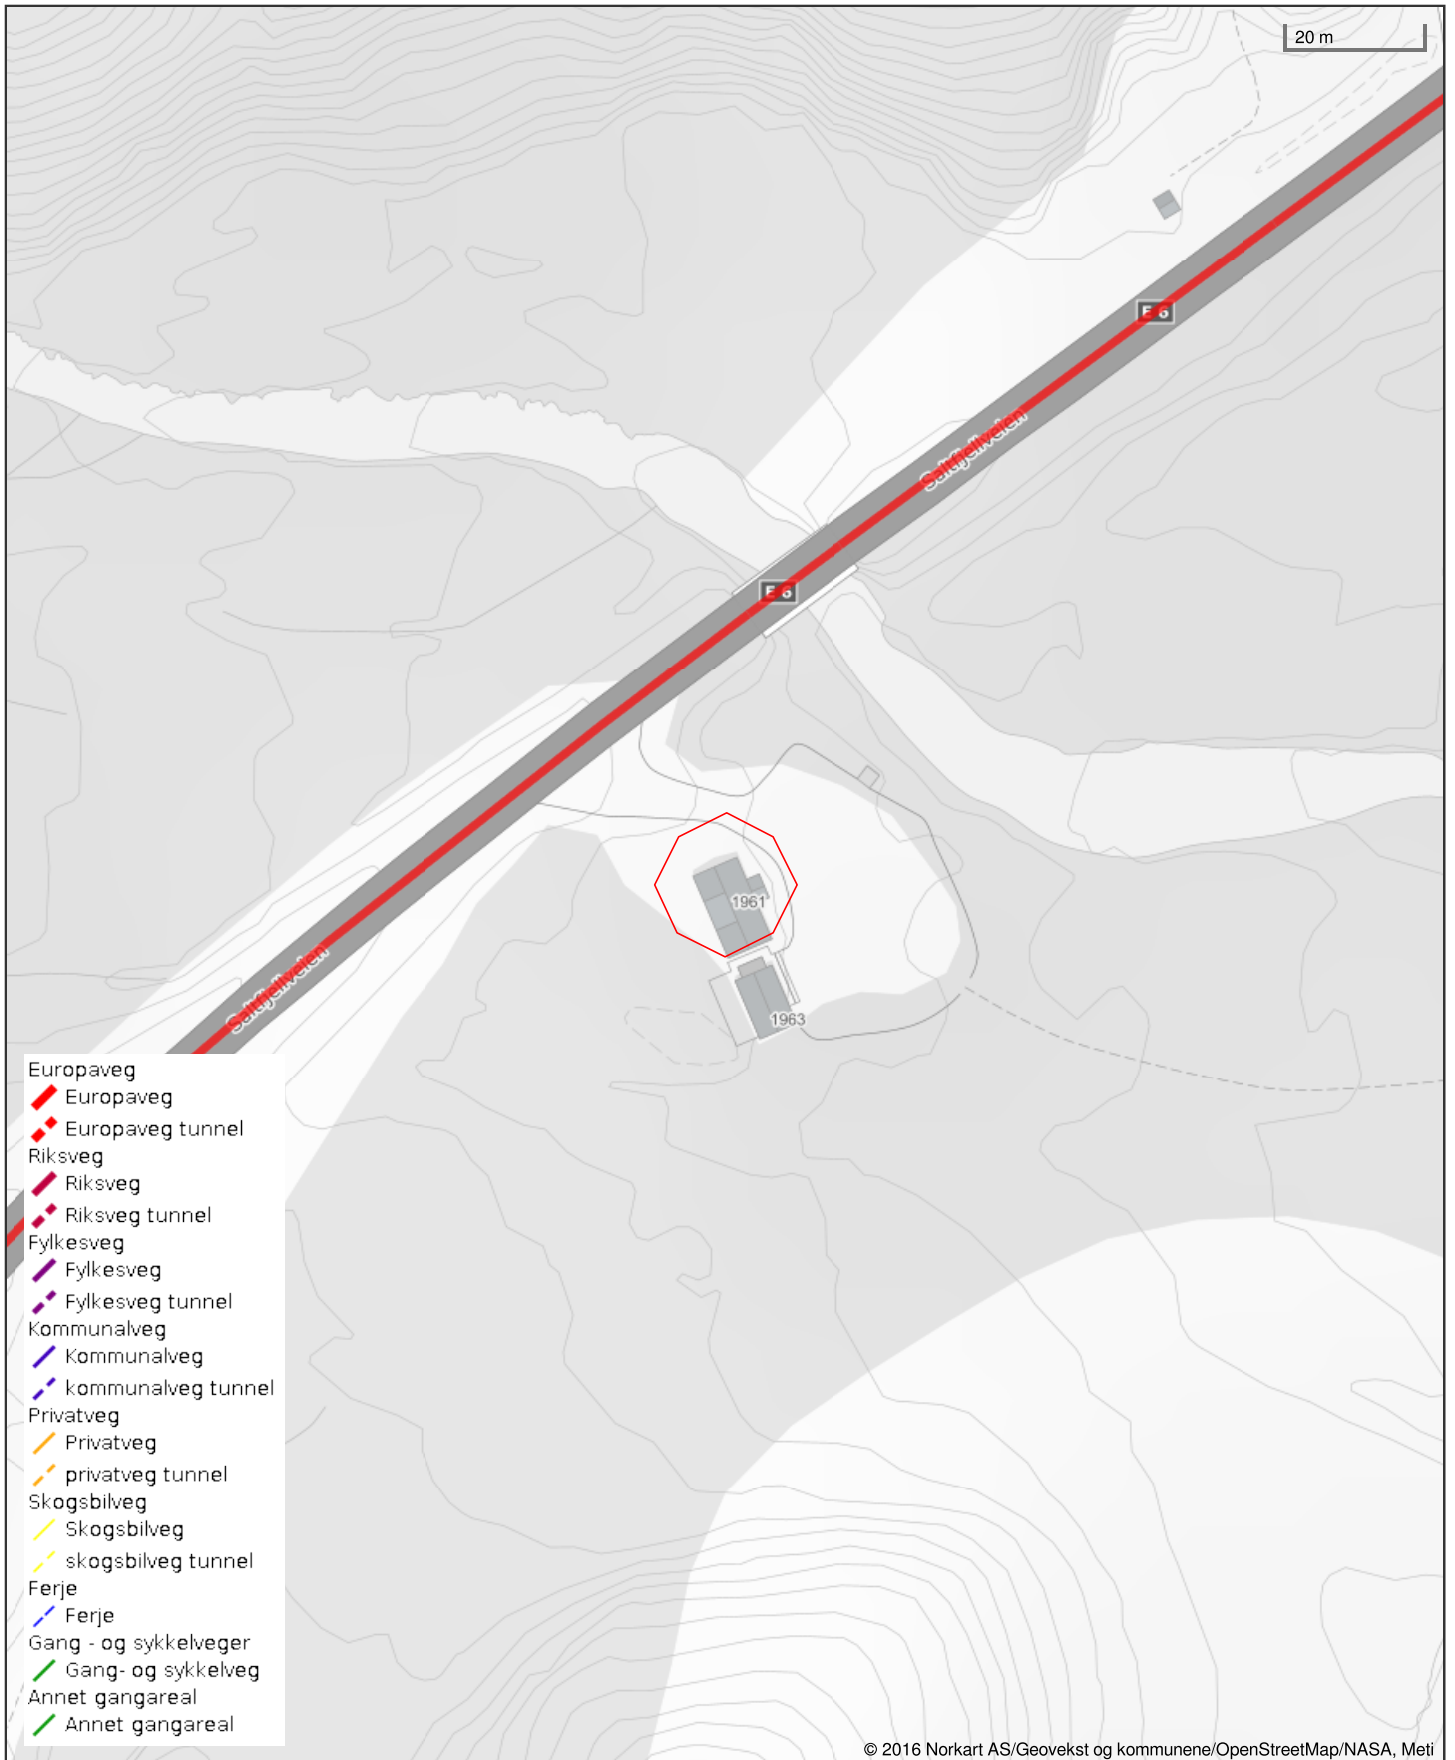 20 m
E 6
Saltfjellveien
E 6
1961
Saltfjellveien
1963
Europaveg
Europaveg
Europaveg tunnel
Riksveg
Riksveg
Riksveg tunnel
Fylkesveg
Fylkesveg
Fylkesveg tunnel
Kommunalveg
Kommunalveg
kommunalveg tunnel
Privatveg
Privatveg
privatveg tunnel
Skogsbilveg
Skogsbilveg
skogsbilveg tunnel
Ferje
Ferje
Gang - og sykkelveger
Gang- og sykkelveg
Annet gangareal
Annet gangareal
© 2016 Norkart AS/Geovekst og kommunene/OpenStreetMap/NASA, Meti